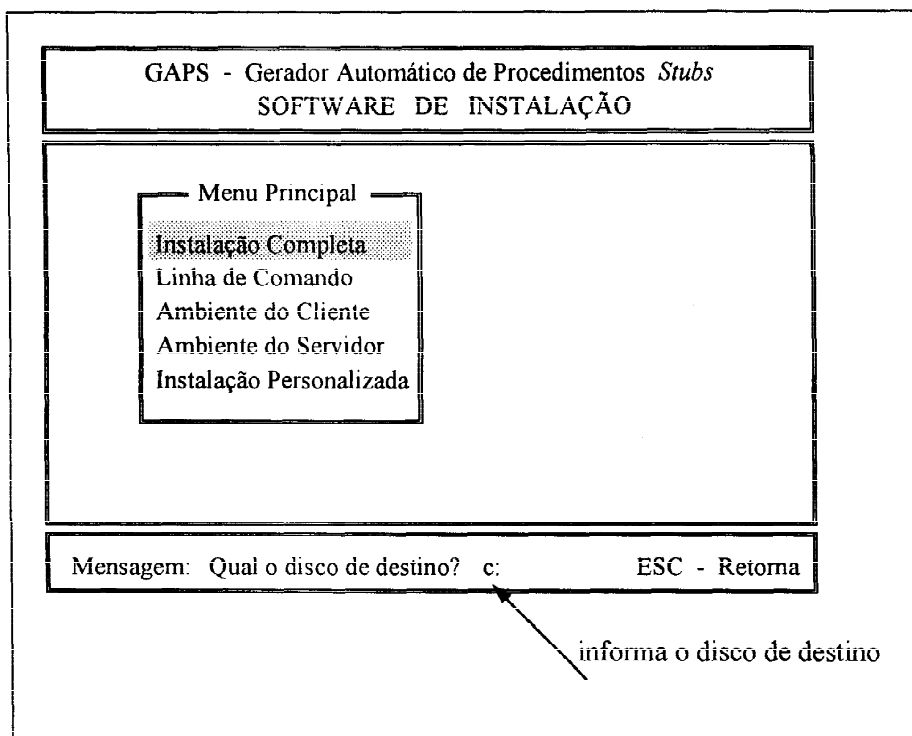 GAPS - Gerador Automático de Procedimentos Stubs
SOFTWARE DE INSTALAÇÃO
Menu Principal
Instalação Completa
Linha de Comando
Ambiente do Cliente
Ambiente do Servidor
Instalação Personalizada
Mensagem: Qual o disco de destino? c: ESC - Retorna
informa o disco de destino